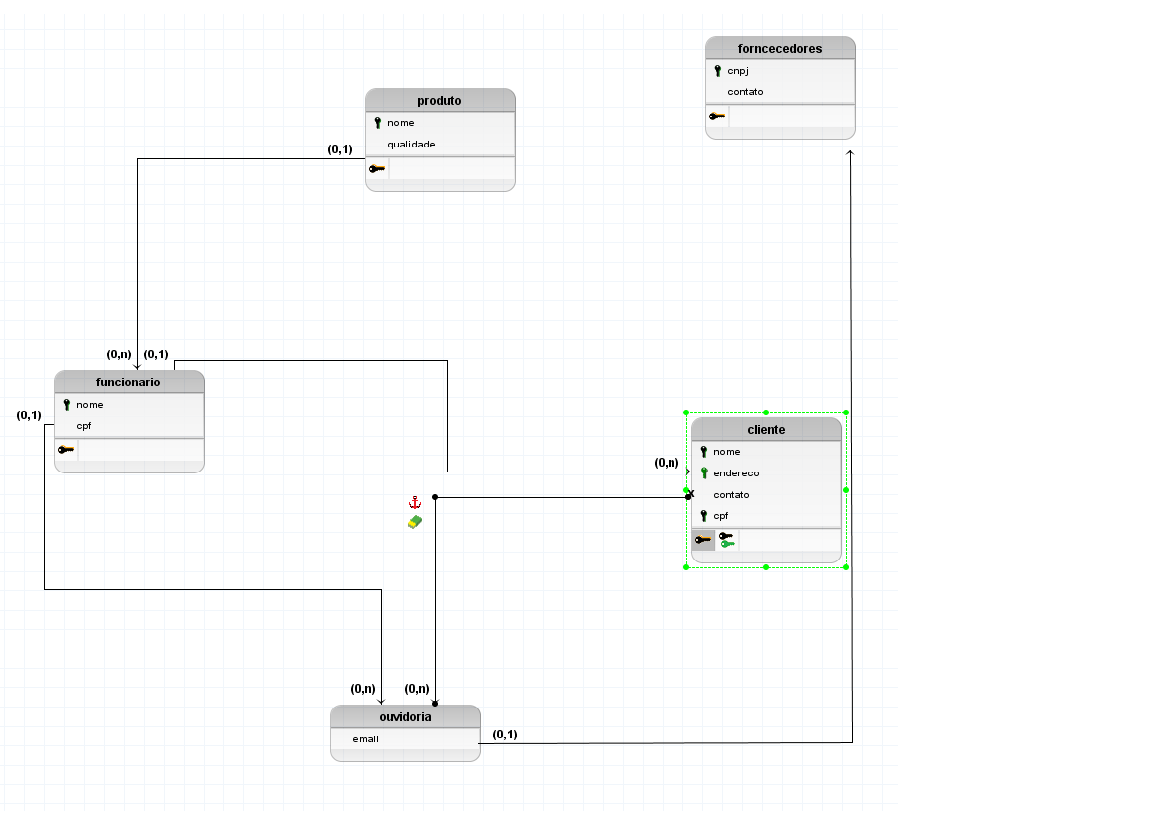 forncecedores
cnpj
contato
produto
nome
qualidade
(0,1)
(0,n)
(0,1)
funcionario
nome
cpf
(0,1)
cliente
nome
endereco
contato
cpf
(0,n)
(0,n)
(0,n)
ouvidoria
email
(0,1)